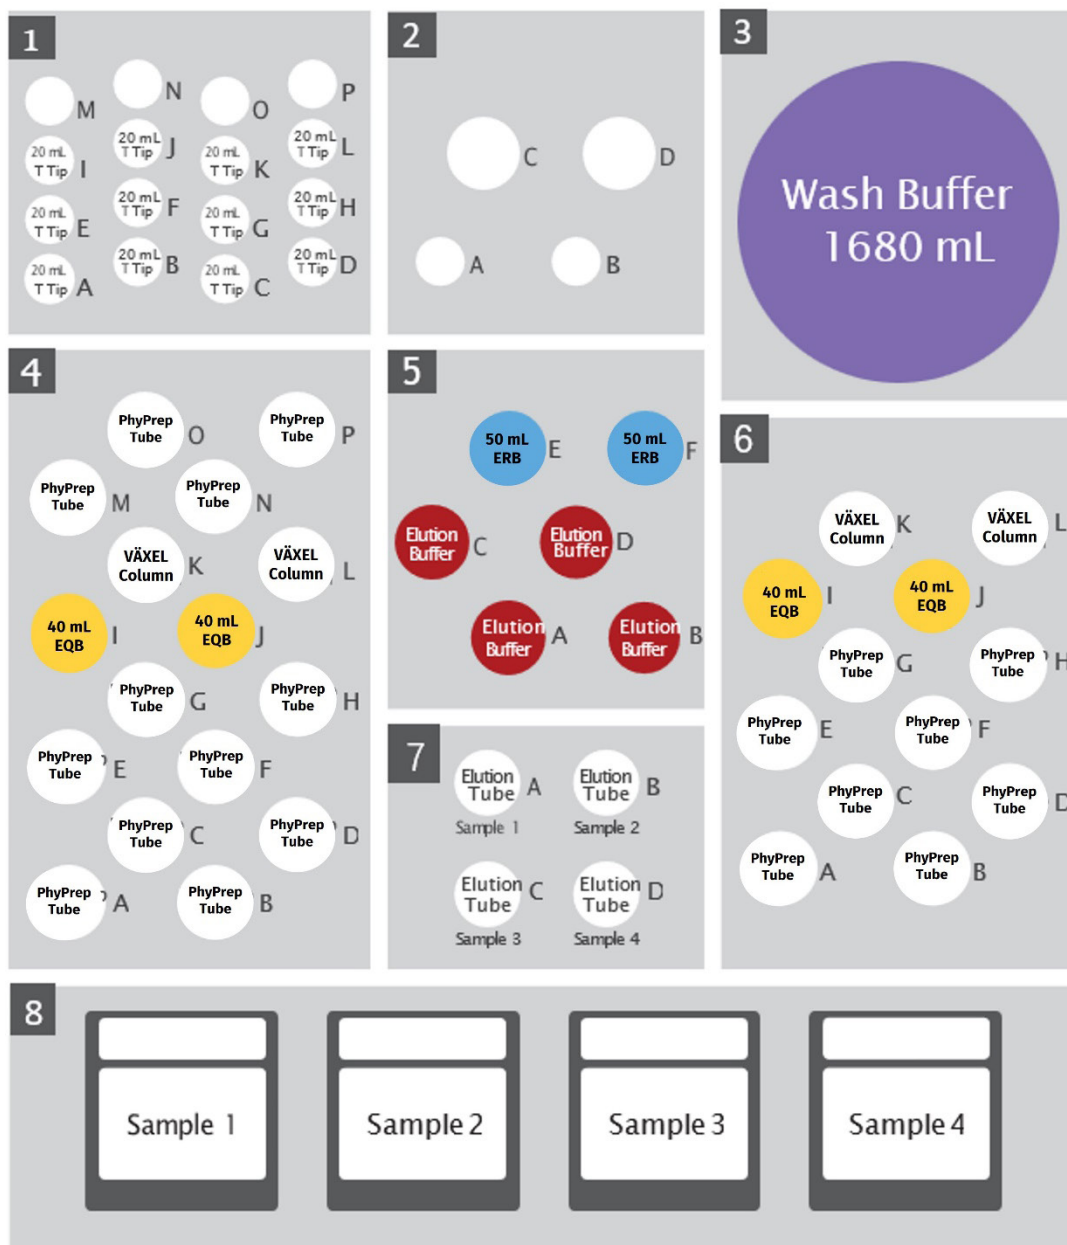 1
M
N
O
P
20 mL
T Tip
I
20 mL
T Tip
J
20 mL
T Tip
K
20 mL
T Tip
L
20 mL
T Tip
E
20 mL
T Tip
F
20 mL
T Tip
G
20 mL
T Tip
H
20 mL
T Tip
A
20 mL
T Tip
B
20 mL
T Tip
C
20 mL
T Tip
D
2
C
D
A
B
3
Wash Buffer
1680 mL
4
PhyPrep
Tube
O
PhyPrep
Tube
P
PhyPrep
Tube
M
PhyPrep
Tube
N
VÄXEL
Column
K
VÄXEL
Column
L
40 mL
EQB
I
40 mL
EQB
J
PhyPrep
Tube
G
PhyPrep
Tube
H
PhyPrep
Tube
E
PhyPrep
Tube
F
PhyPrep
Tube
C
PhyPrep
Tube
D
PhyPrep
Tube
A
PhyPrep
Tube
B
5
50 mL
ERB
E
50 mL
ERB
F
Elution
Buffer
C
Elution
Buffer
D
Elution
Buffer
A
Elution
Buffer
B
6
VÄXEL
Column
K
VÄXEL
Column
L
40 mL
EQB
I
40 mL
EQB
J
PhyPrep
Tube
G
PhyPrep
Tube
H
PhyPrep
Tube
E
PhyPrep
Tube
F
PhyPrep
Tube
C
PhyPrep
Tube
D
PhyPrep
Tube
A
PhyPrep
Tube
B
7
Elution
Tube
A
Sample 1
Elution
Tube
B
Sample 2
Elution
Tube
C
Sample 3
Elution
Tube
D
Sample 4
8
Sample 1
Sample 2
Sample 3
Sample 4